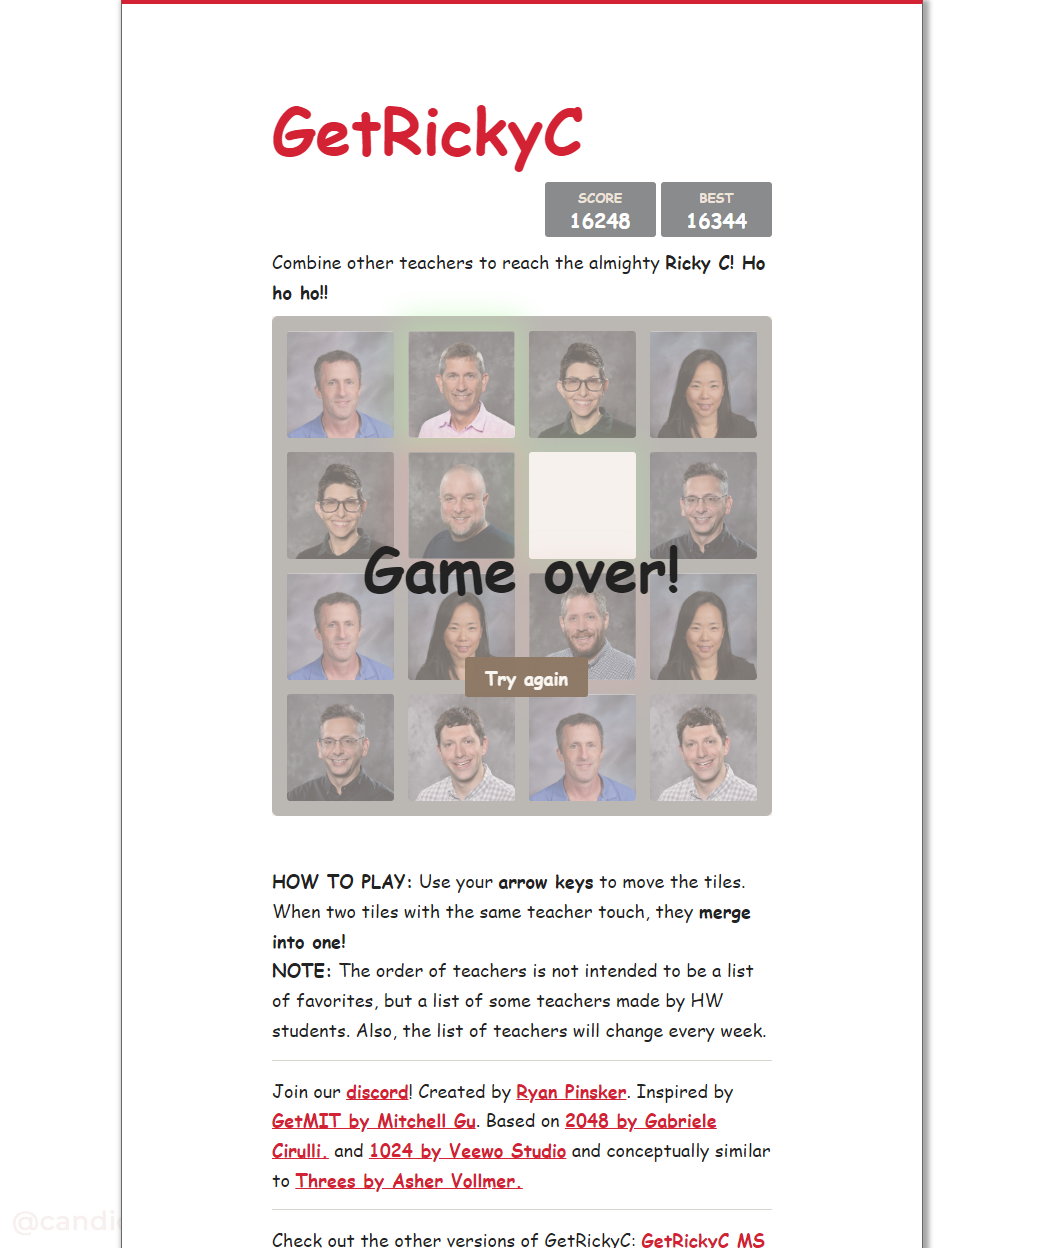 GetRickyC
SCORE
16248
BEST
16344
Combine other teachers to reach the almighty Ricky C! Ho
ho ho!!
Game over!
Try again
HOW TO PLAY: Use your arrow keys to move the tiles.
When two tiles with the same teacher touch, they merge
into one!
NOTE: The order of teachers is not intended to be a list
of favorites, but a list of some teachers made by HW
students. Also, the list of teachers will change every week.
Join our discord! Created by Ryan Pinsker. Inspired by
GetMIT by Mitchell Gu. Based on 2048 by Gabriele
Cirulli. and 1024 by Veewo Studio and conceptually similar
to Threes by Asher Vollmer.
Check out the other versions of GetRickyC: GetRickyC MS